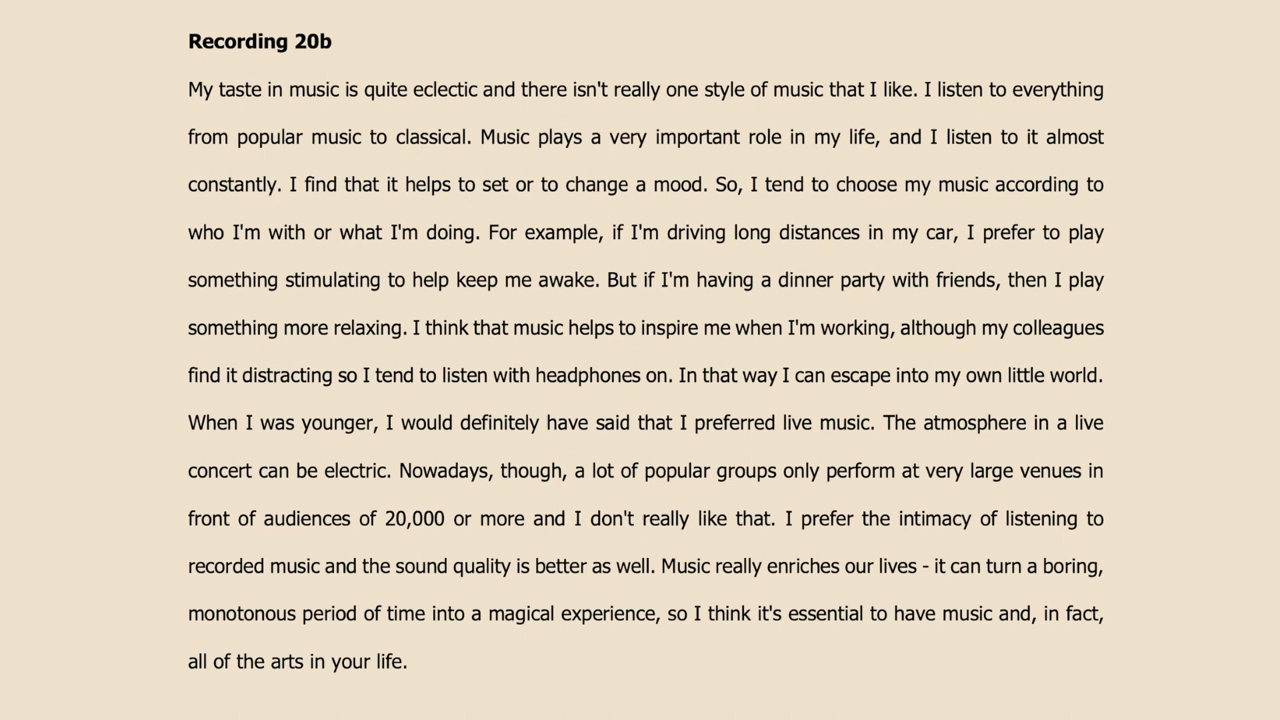 Recording 20b
My taste in music is quite eclectic and there isn't really one style of music that I like. I listen to everything
from popular music to classical. Music plays a very important role in my life, and I listen to it almost
constantly. I find that it helps to set or to change a mood. So, I tend to choose my music according to
who I'm with or what I'm doing. For example, if I'm driving long distances in my car, I prefer to play
something stimulating to help keep me awake. But if I'm having a dinner party with friends, then I play
something more relaxing. I think that music helps to inspire me when I'm working, although my colleagues
find it distracting so I tend to listen with headphones on. In that way I can escape into my own little world.
When I was younger, I would definitely have said that I preferred live music. The atmosphere in a live
concert can be electric. Nowadays, though, a lot of popular groups only perform at very large venues in
front of audiences of 20,000 or more and I don't really like that. I prefer the intimacy of listening to
recorded music and the sound quality is better as well. Music really enriches our lives - it can turn a boring,
monotonous period of time into a magical experience, so I think it's essential to have music and, in fact,
all of the arts in your life.